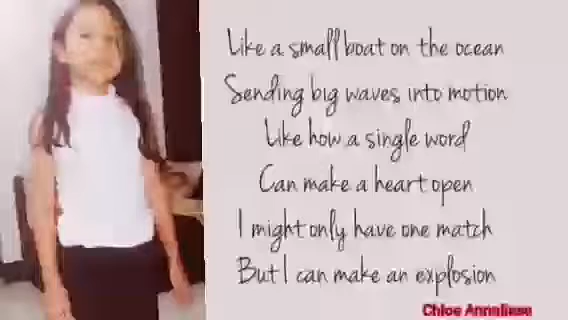 Like a small boat on the ocean
Sending big waves into motion
Like how a single word
Can make a heart open
I might only have one match
But I can make an explosion
Chloe Annaliese